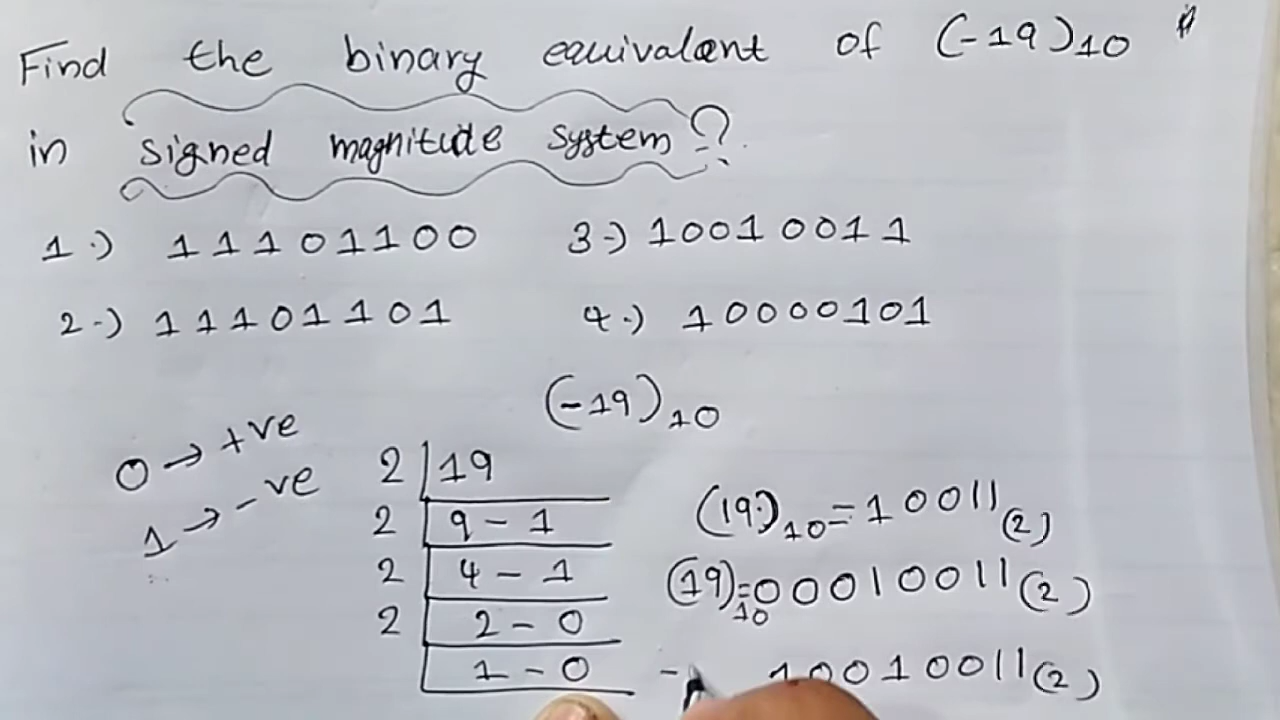 Find the binary equivalent of (-19)10
in signed magnitude system?
1.) 11101100
3.) 10010011
2.) 11101101
4.) 10000101
(-19)10
0 → +ve
1 → -ve
2 | 19
2 | 9 - 1
2 | 4 - 1
2 | 2 - 0
1 - 0
(19)10 = 10011(2)
(19)10 = 00010011(2)
- 10010011(2)